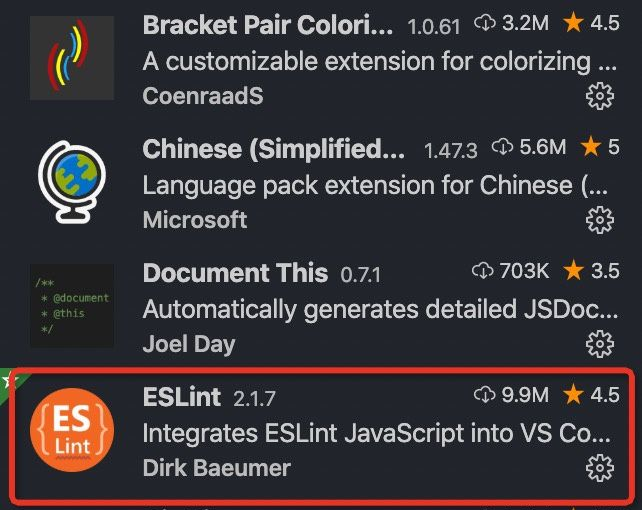 Bracket Pair Colori... 1.0.61 3.2M 4.5
A customizable extension for colorizing ...
CoenraadS
Chinese (Simplified... 1.47.3 5.6M 5
Language pack extension for Chinese (...
Microsoft
/**
* @document
* @this
*/
Document This 0.7.1 703K 3.5
Automatically generates detailed JSDoc...
Joel Day
{ES
Lint}
ESLint 2.1.7 9.9M 4.5
Integrates ESLint JavaScript into VS Co...
Dirk Baeumer